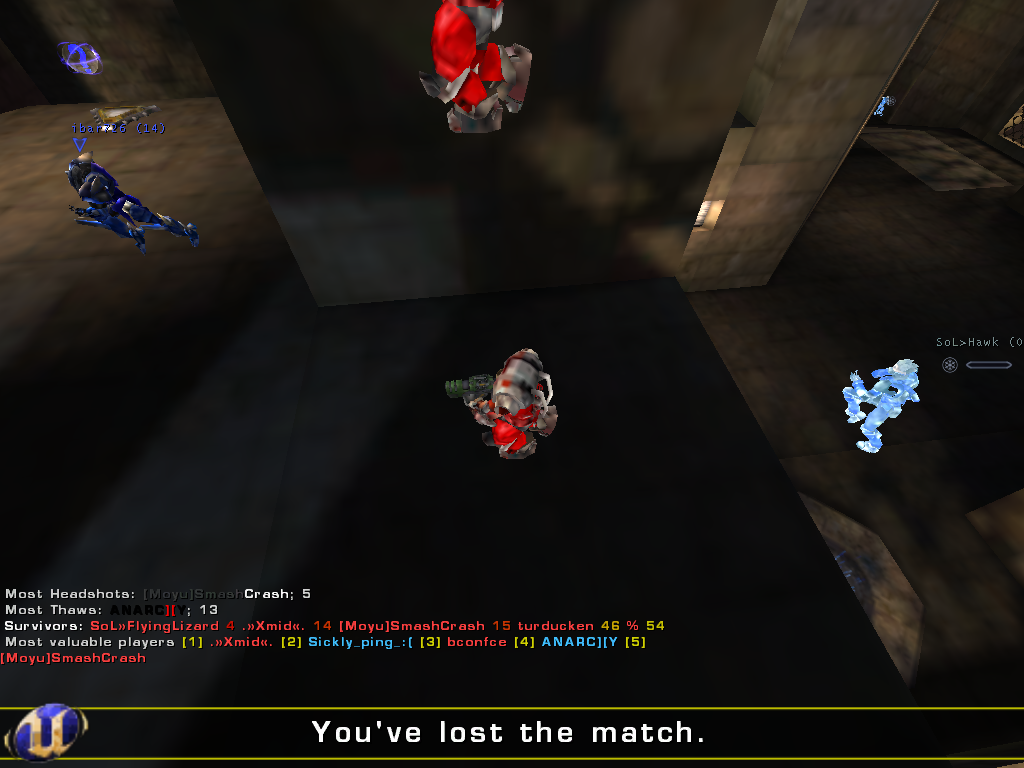 (14)
SoL>Hawk (0
Most Headshots: [Moyu]SmashCrash; 5
Most Thaws: ANARC][Y; 13
Survivors: SoL»FlyingLizard 4 .»Xmid«. 14 [Moyu]SmashCrash 15 turducken 46 % 54
Most valuable players [1] .»Xmid«. [2] Sickly_ping_:( [3] bconfce [4] ANARC][Y [5]
[Moyu]SmashCrash
You've lost the match.